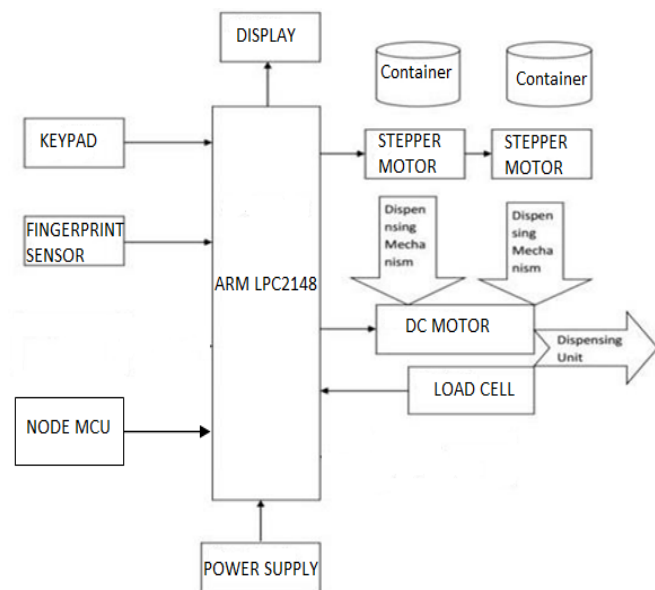 DISPLAY
Container
Container
KEYPAD
STEPPER
MOTOR
STEPPER
MOTOR
FINGERPRINT
SENSOR
Dispen
nsing
Mecha
nism
Dispen
sing
Mecha
nism
ARM LPC2148
DC MOTOR
Dispensing
Unit
LOAD CELL
NODE MCU
POWER SUPPLY